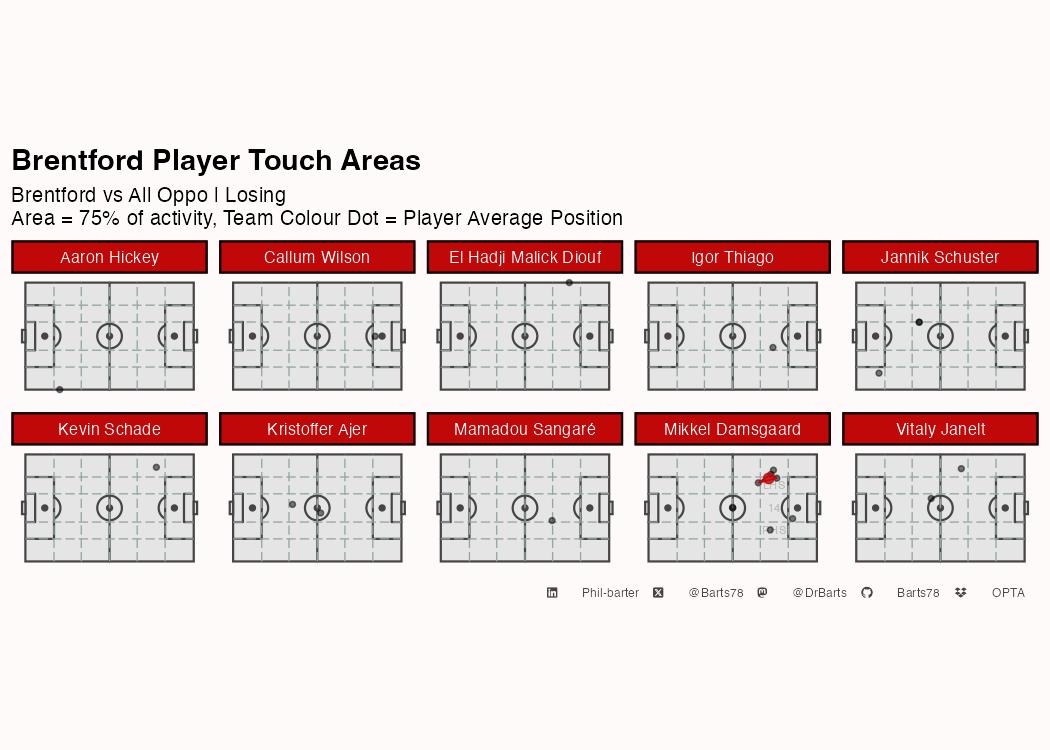 Brentford Player Touch Areas
Brentford vs All Oppo | Losing
Area = 75% of activity, Team Colour Dot = Player Average Position
Aaron Hickey
Callum Wilson
El Hadji Malick Diouf
Igor Thiago
Jannik Schuster
Kevin Schade
Kristoffer Ajer
Mamadou Sangaré
Mikkel Damsgaard
Vitaly Janelt
14
Phil-barter @Barts78 @DrBarts Barts78 OPTA